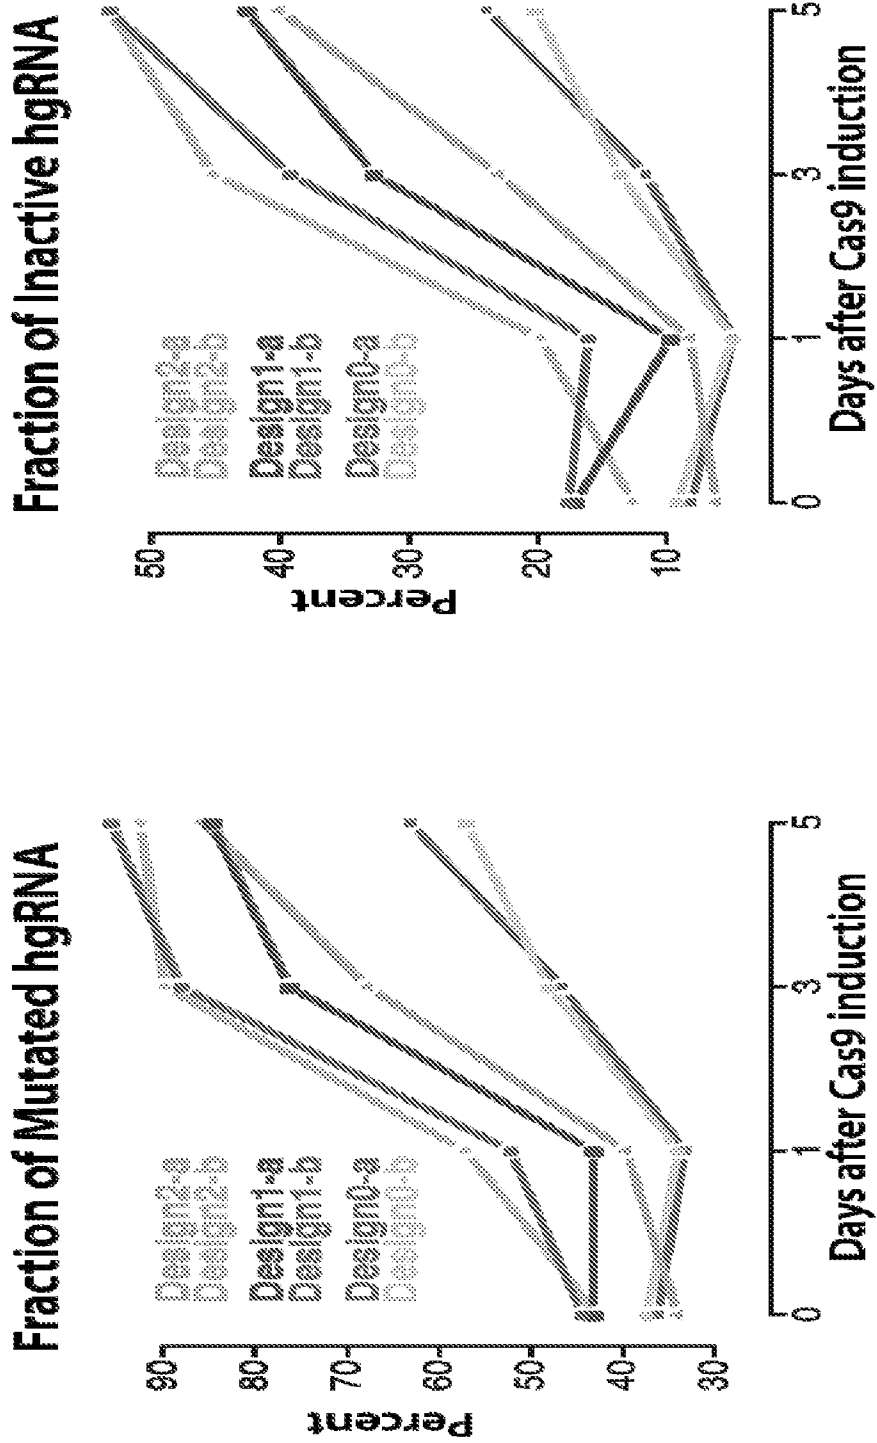 Fraction of Mutated hgRNA
Percent
90
80
70
60
50
40
30
Design2-a
Design2-b
Design1-a
Design1-b
Design0-a
Design0-b
0 1 3 5
Days after Cas9 induction
Fraction of Inactive hgRNA
Percent
50
40
30
20
10
Design2-a
Design2-b
Design1-a
Design1-b
Design0-a
Design0-b
0 1 3 5
Days after Cas9 induction